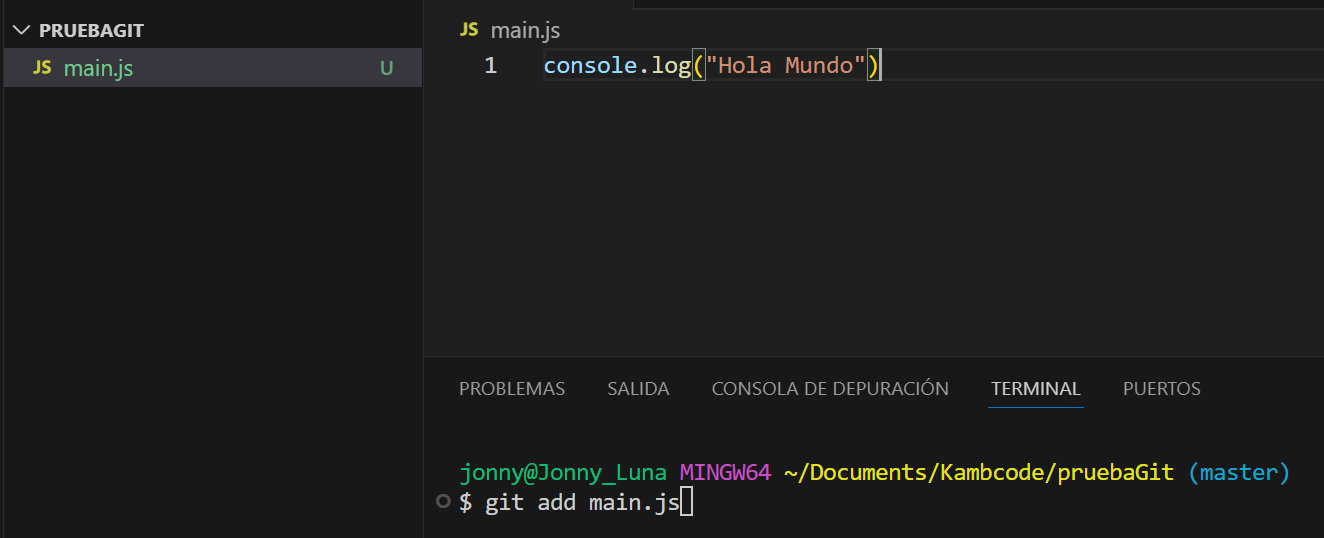 PRUEBAGIT
JS main.js U
JS main.js
1 console.log("Hola Mundo")
PROBLEMAS SALIDA CONSOLA DE DEPURACIÓN TERMINAL PUERTOS
jonny@Jonny_Luna MINGW64 ~/Documents/Kambcode/pruebaGit (master)
$ git add main.js